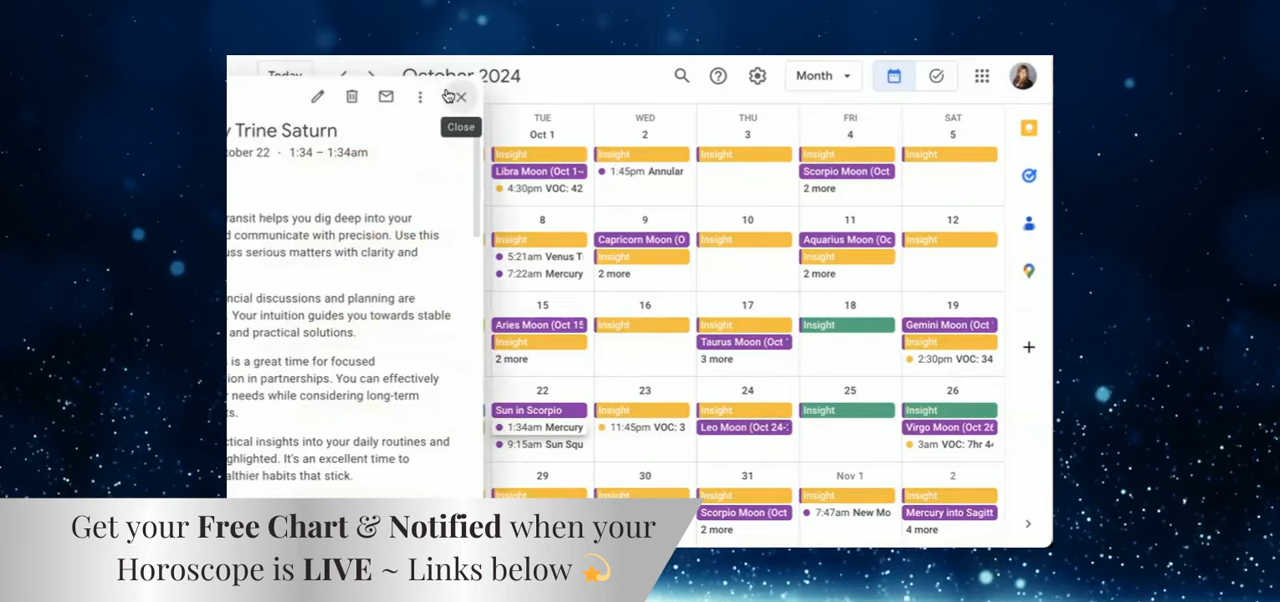 Today
October 2024
Month
Close
y Trine Saturn
tober 22 · 1:34 – 1:34am
ransit helps you dig deep into your
d communicate with precision. Use this
uss serious matters with clarity and
ncial discussions and planning are
. Your intuition guides you towards stable
and practical solutions.
is a great time for focused
ion in partnerships. You can effectively
r needs while considering long-term
ts.
ctical insights into your daily routines and
ghlighted. It's an excellent time to
althier habits that stick.
TUE WED THU FRI SAT
Oct 1 2 3 4 5
Insight Insight Insight Insight Insight
Libra Moon (Oct 1~ 1:45pm Annular Scorpio Moon (Oct
4:30pm VOC: 42 2 more
8 9 10 11 12
Insight Capricorn Moon (O Insight Aquarius Moon (Oc Insight
5:21am Venus T Insight Insight
7:22am Mercury 2 more 2 more
15 16 17 18 19
Aries Moon (Oct 15 Insight Insight Insight Gemini Moon (Oct
Insight Taurus Moon (Oct Insight
2 more 3 more 2:30pm VOC: 34
22 23 24 25 26
Sun in Scorpio Insight Insight Insight Insight
1:34am Mercury 11:45pm VOC: 3 Leo Moon (Oct 24- Virgo Moon (Oct 26
9:15am Sun Squ 3am VOC: 7hr 4
29 30 31 Nov 1 2
Insight Insight Insight Insight Insight
Scorpio Moon (Oct 7:47am New Mo Mercury into Sagitt
2 more 4 more
Get your Free Chart & Notified when your
Horoscope is LIVE ~ Links below